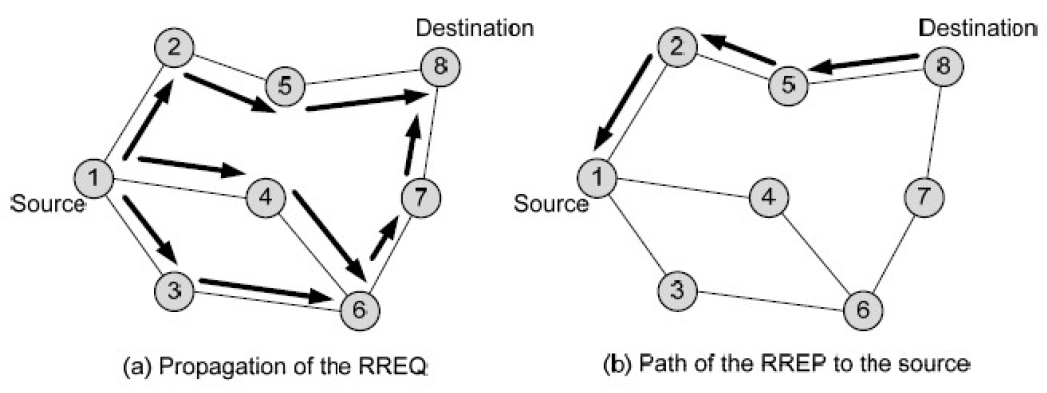 Destination
2
5
8
1
Source
4
7
3
6
(a) Propagation of the RREQ
Destination
2
5
8
1
Source
4
7
3
6
(b) Path of the RREP to the source